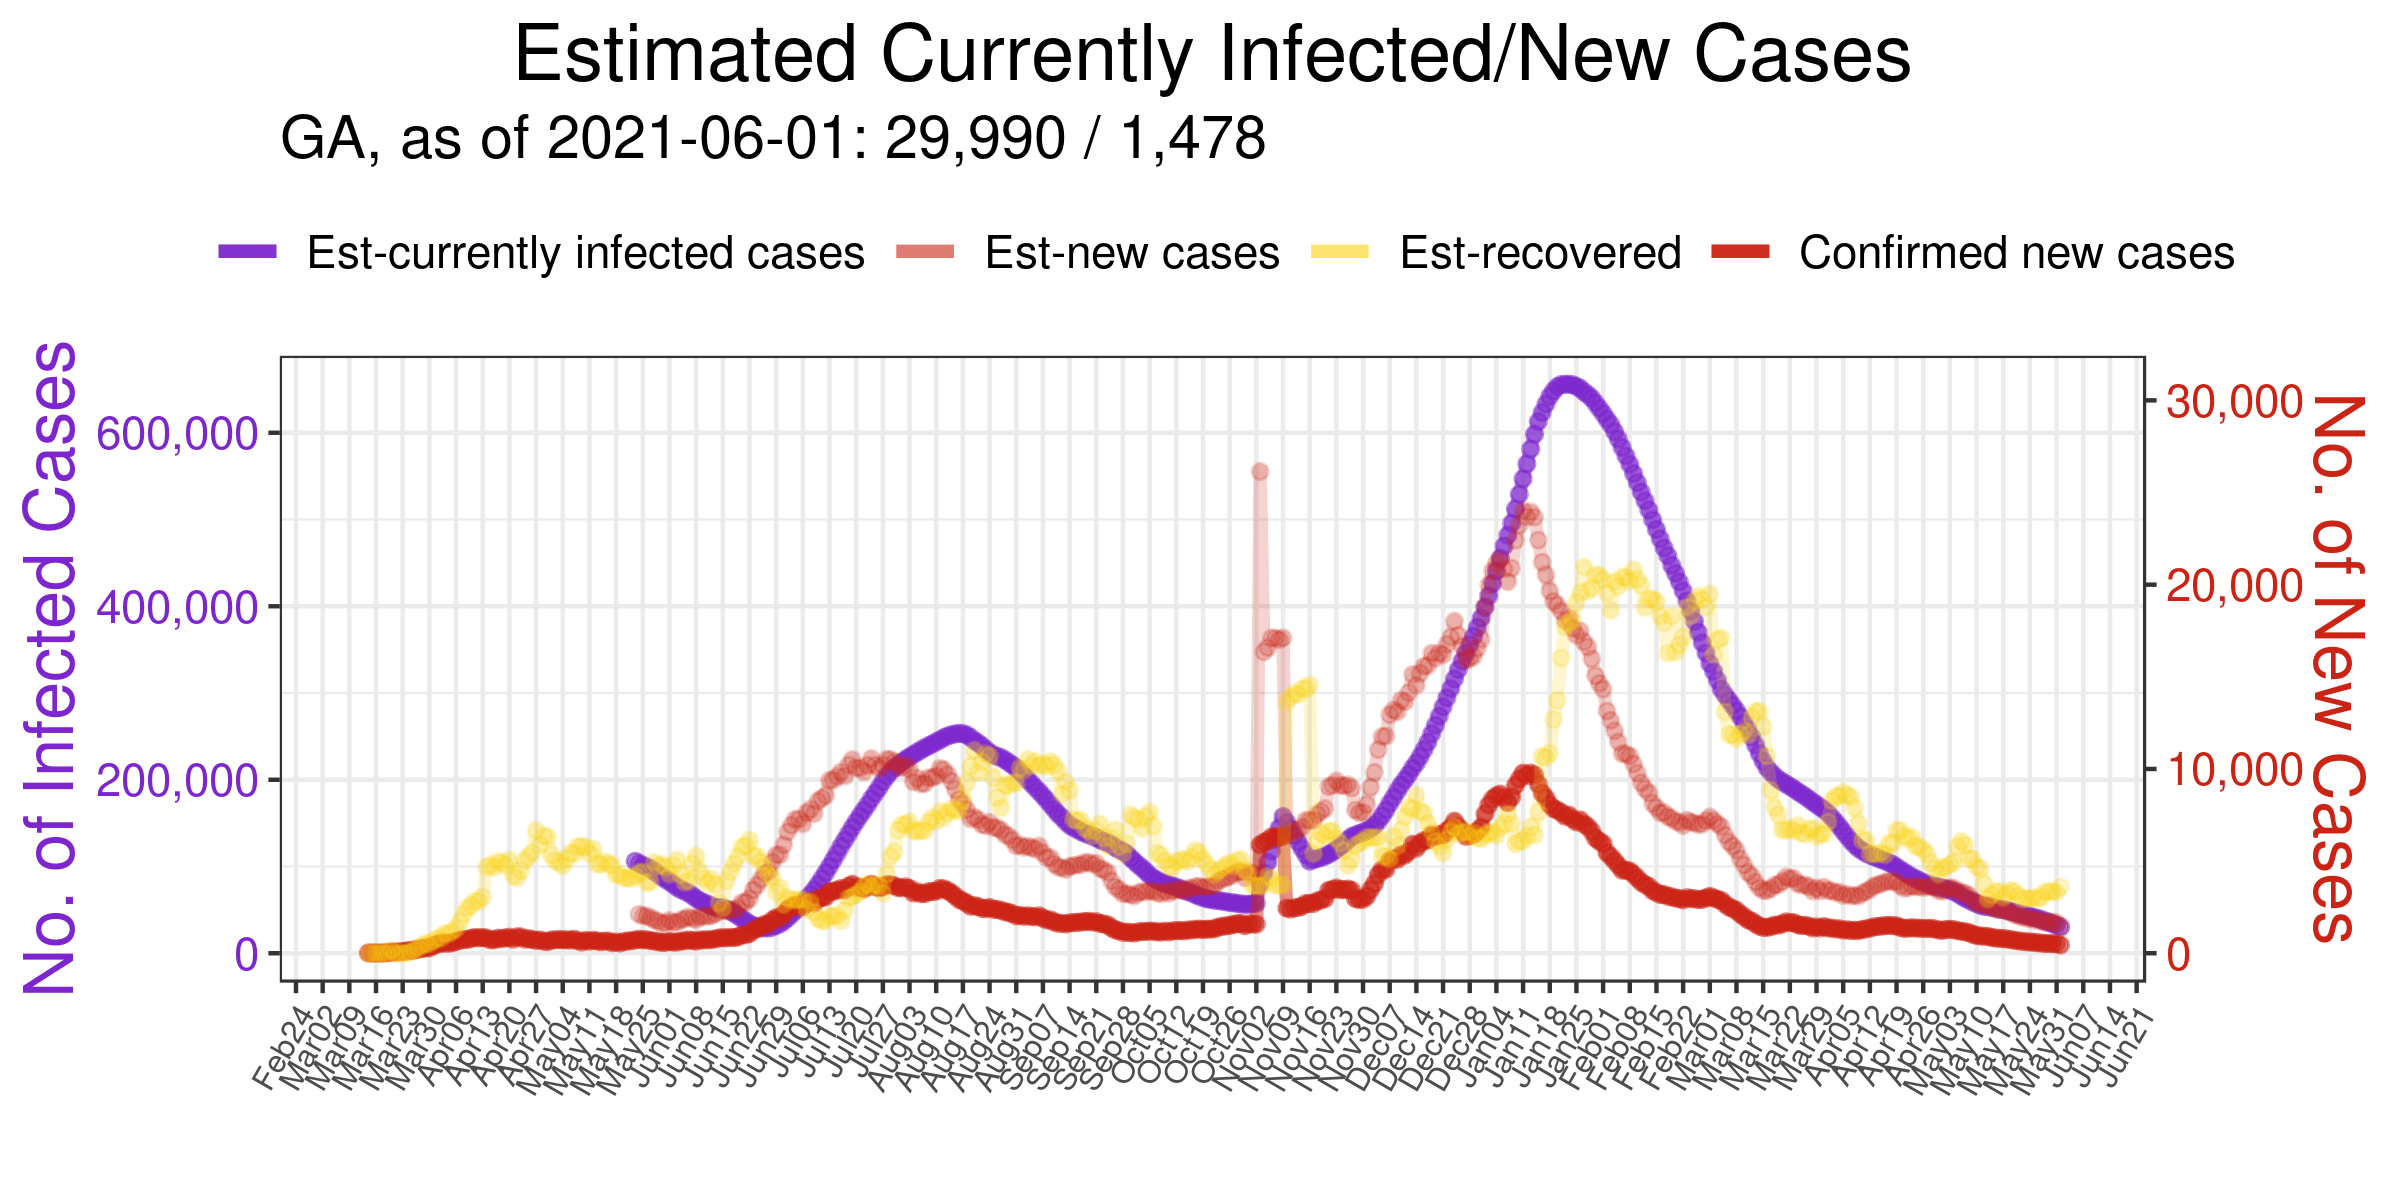 Estimated Currently Infected/New Cases
GA, as of 2021-06-01: 29,990 / 1,478
Est-currently infected cases Est-new cases Est-recovered Confirmed new cases
No. of Infected Cases
600,000
400,000
200,000
0
30,000
20,000
10,000
0
No. of New Cases
Feb24 Mar02 Mar09 Mar16 Mar23 Mar30 Apr06 Apr13 Apr20 Apr27 May04 May11 May18 May25 Jun01 Jun08 Jun15 Jun22 Jun29 Jul06 Jul13 Jul20 Jul27 Aug03 Aug10 Aug17 Aug24 Aug31 Sep07 Sep14 Sep21 Sep28 Oct05 Oct12 Oct19 Oct26 Nov02 Nov09 Nov16 Nov23 Nov30 Dec07 Dec14 Dec21 Dec28 Jan04 Jan11 Jan18 Jan25 Feb01 Feb08 Feb15 Feb22 Mar01 Mar08 Mar15 Mar22 Mar29 Apr05 Apr12 Apr19 Apr26 May03 May10 May17 May24 May31 Jun07 Jun14 Jun21